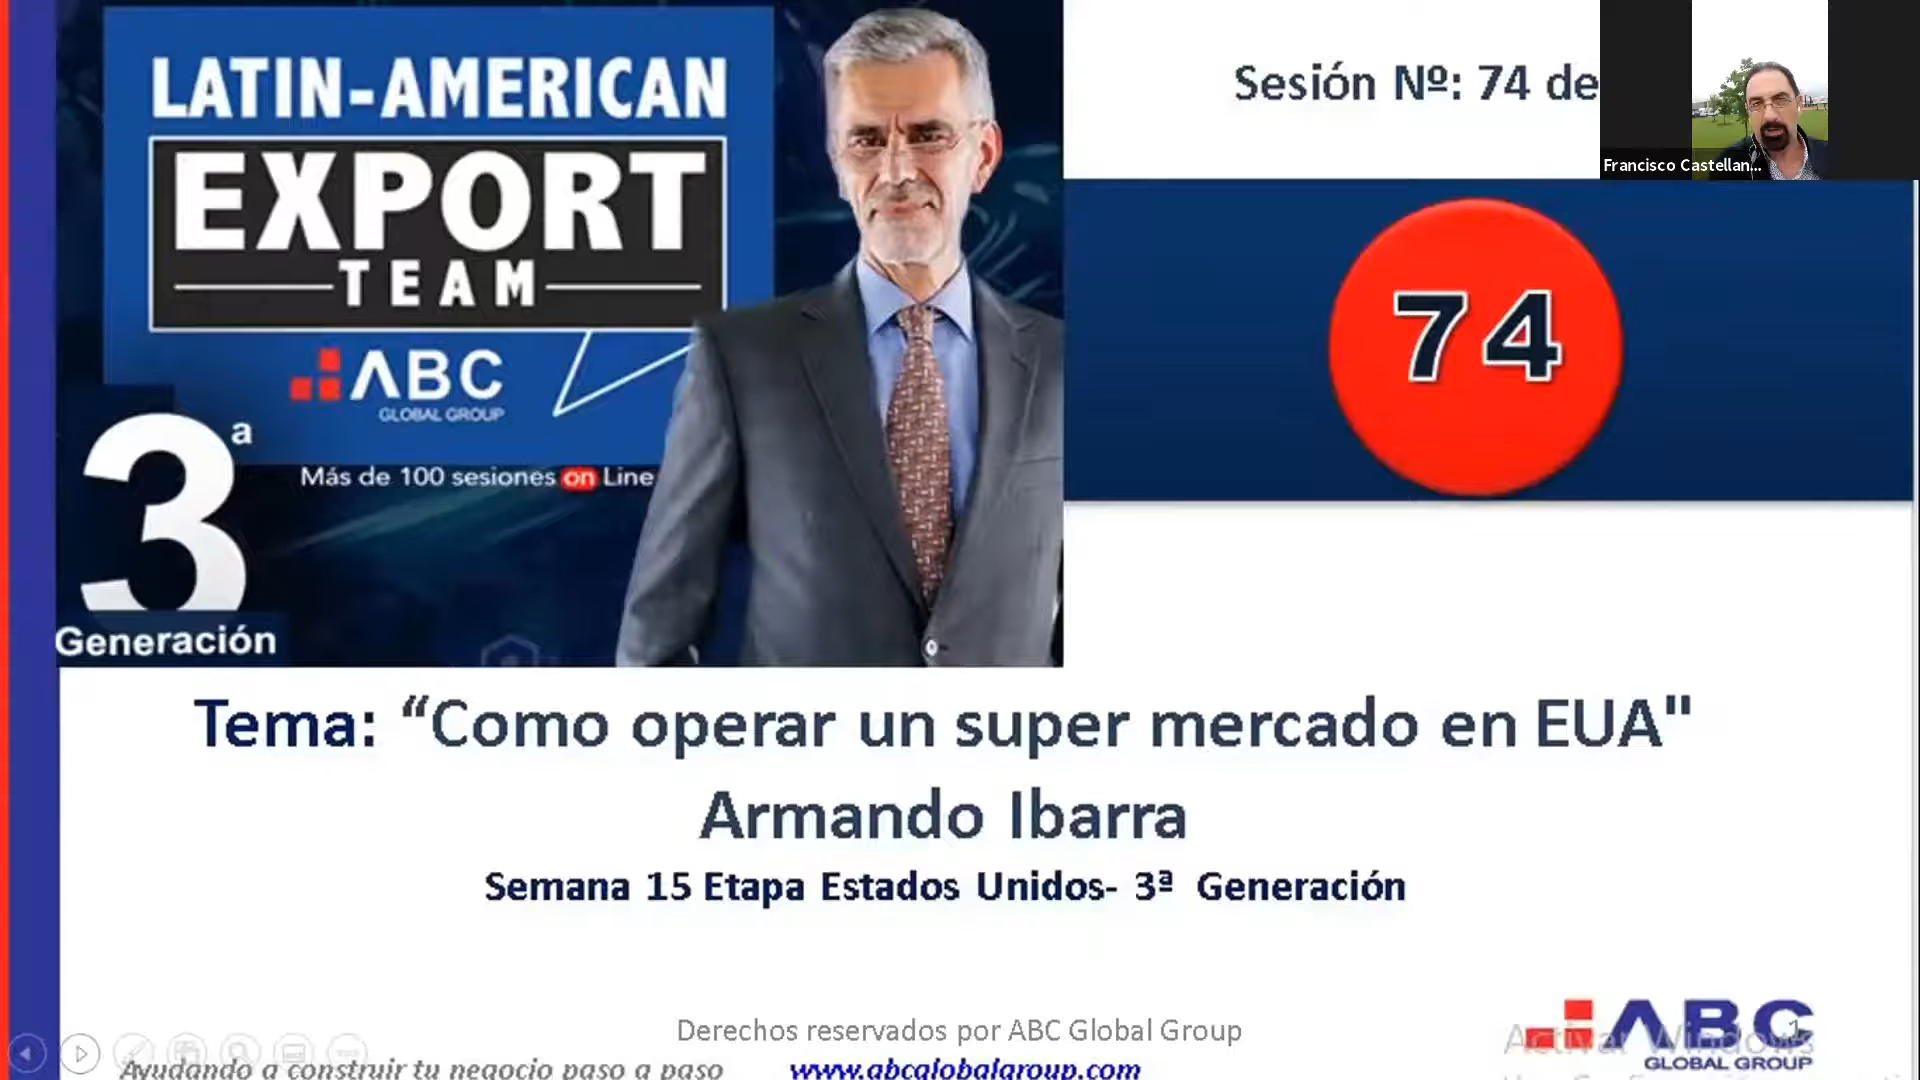 LATIN-AMERICAN
EXPORT
TEAM
ABC
GLOBAL GROUP
3ª
Más de 100 sesiones on Line
Generación
Sesión Nº: 74 de
Francisco Castellan...
74
Tema: “Como operar un super mercado en EUA"
Armando Ibarra
Semana 15 Etapa Estados Unidos- 3ª Generación
Derechos reservados por ABC Global Group
Ayudando a construir tu negocio paso a paso
www.abcglobalgroup.com
ABC
GLOBAL GROUP
1
Activar Windows